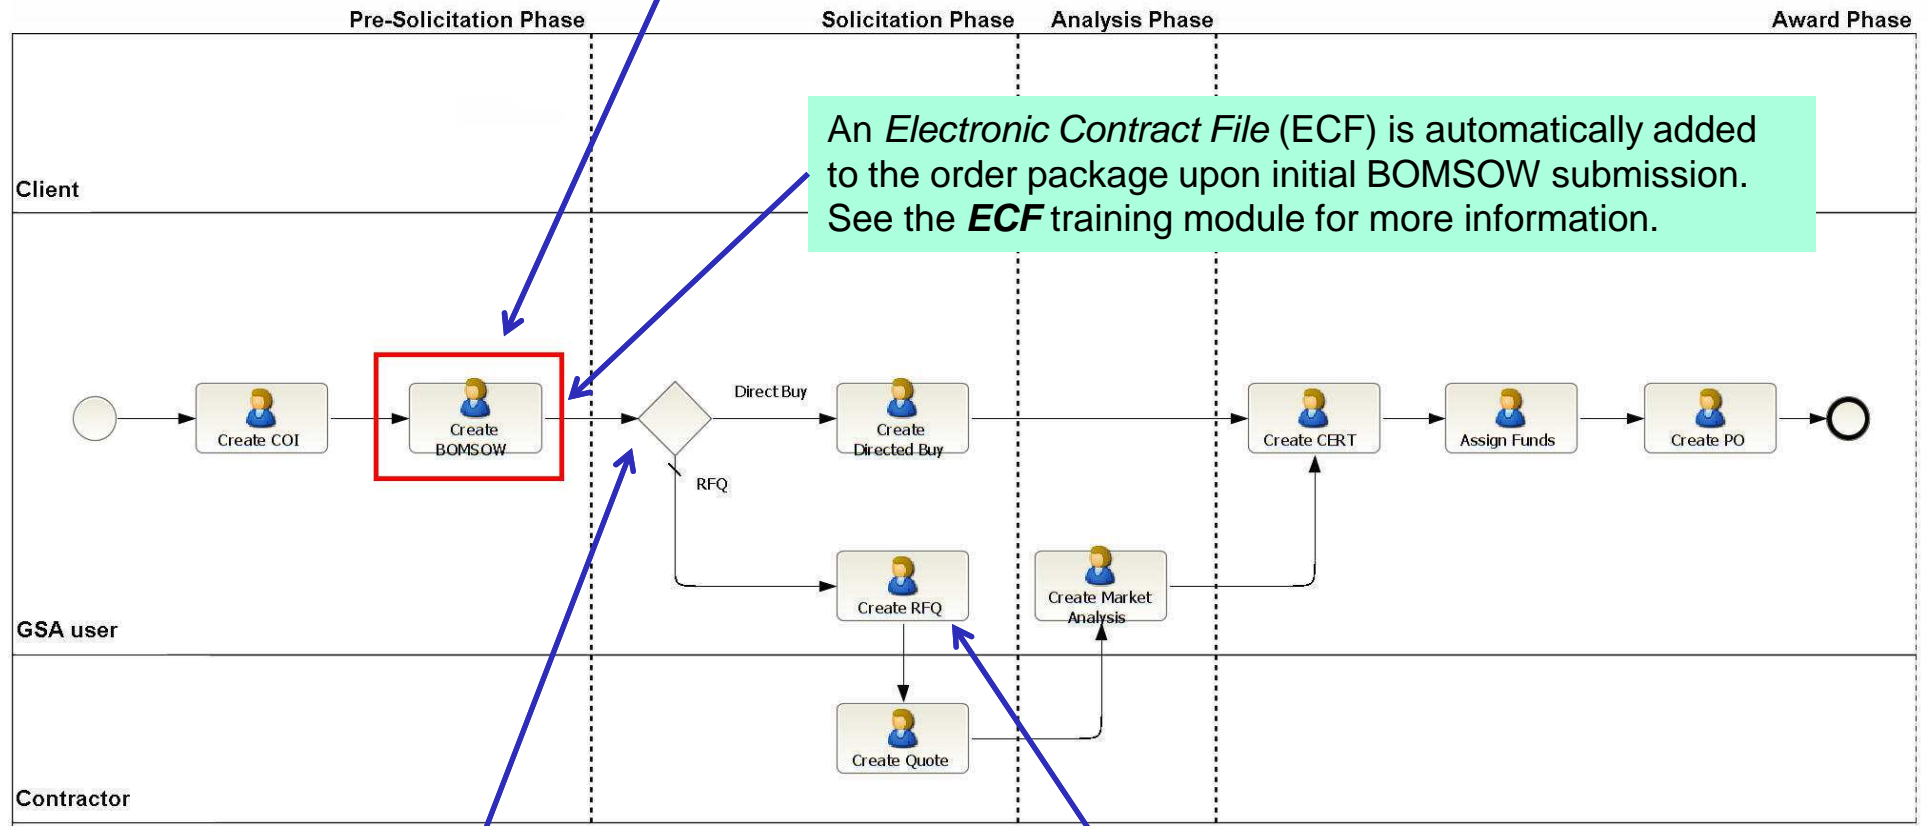 Pre-Solicitation Phase
Solicitation Phase
Analysis Phase
Award Phase
An Electronic Contract File (ECF) is automatically added
to the order package upon initial BOMSOW submission.
See the ECF training module for more information.
Client
Create COI
Create
BOMSOW
Direct Buy
RFQ
Create
Directed Buy
Create CERT
Assign Funds
Create PO
Create RFQ
Create Market
Analysis
GSA user
Create Quote
Contractor